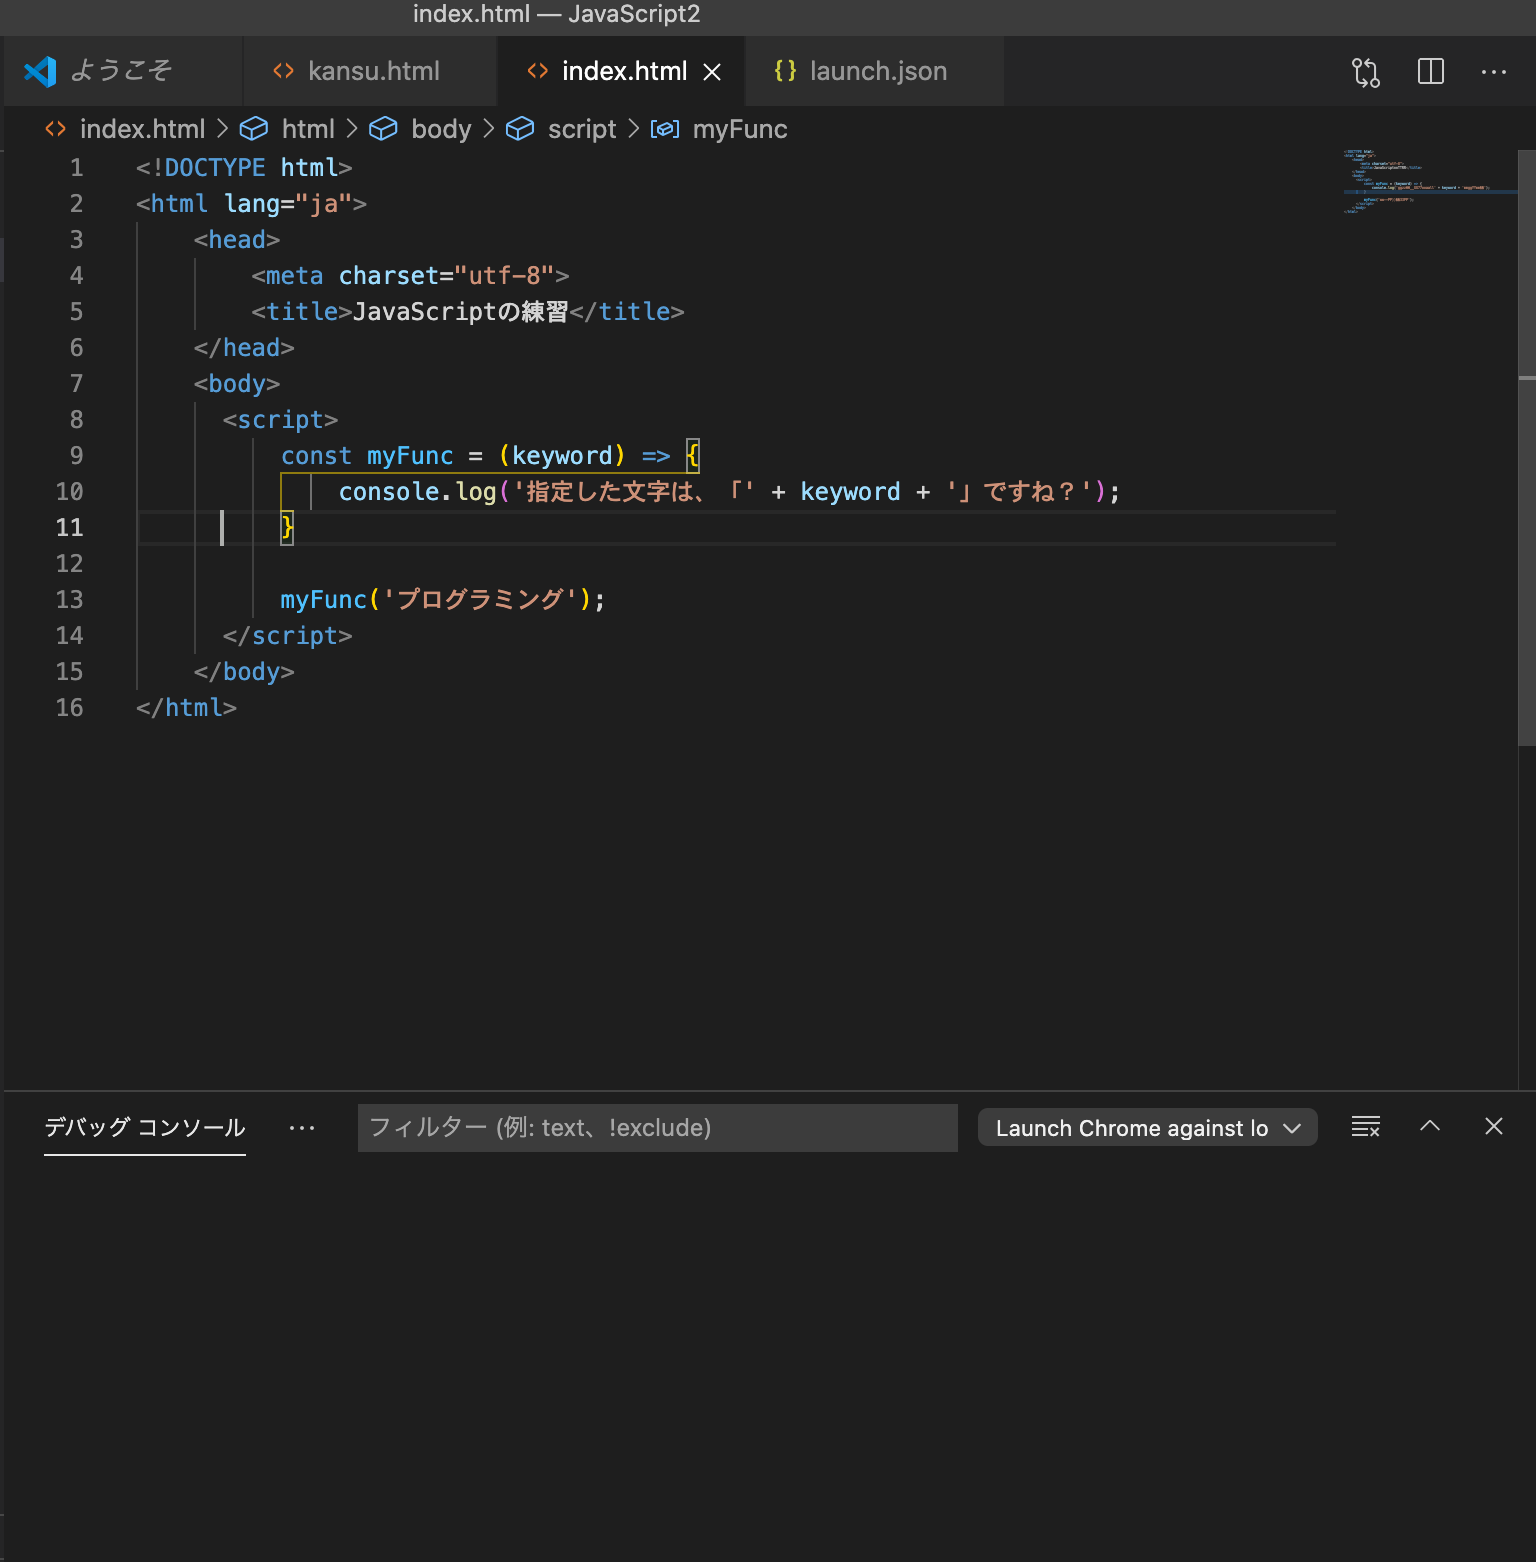 index.html — JavaScript2
ようこそ kansu.html index.html launch.json
index.html > html > body > script > myFunc
1 <!DOCTYPE html>
2 <html lang="ja">
3 <head>
4 <meta charset="utf-8">
5 <title>JavaScriptの練習</title>
6 </head>
7 <body>
8 <script>
9 const myFunc = (keyword) => {
10 console.log('指定した文字は、「' + keyword + '」ですね？');
11 }
12
13 myFunc('プログラミング');
14 </script>
15 </body>
16 </html>
デバッグ コンソール ... フィルター (例: text、!exclude) Launch Chrome against lo